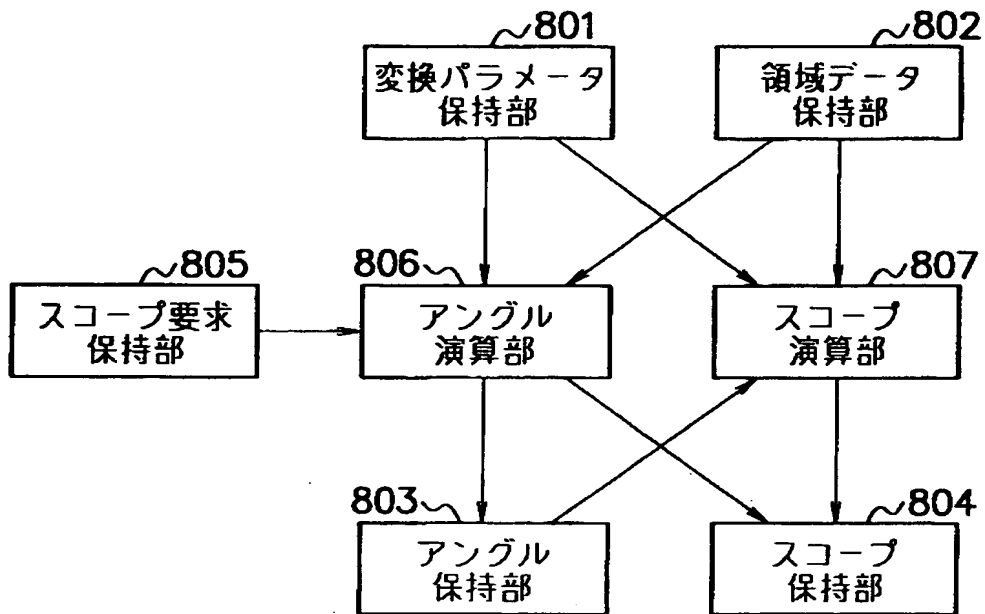 801
変換パラメータ
保持部
802
領域データ
保持部
805
スコープ要求
保持部
806
アングル
演算部
807
スコープ
演算部
803
アングル
保持部
804
スコープ
保持部